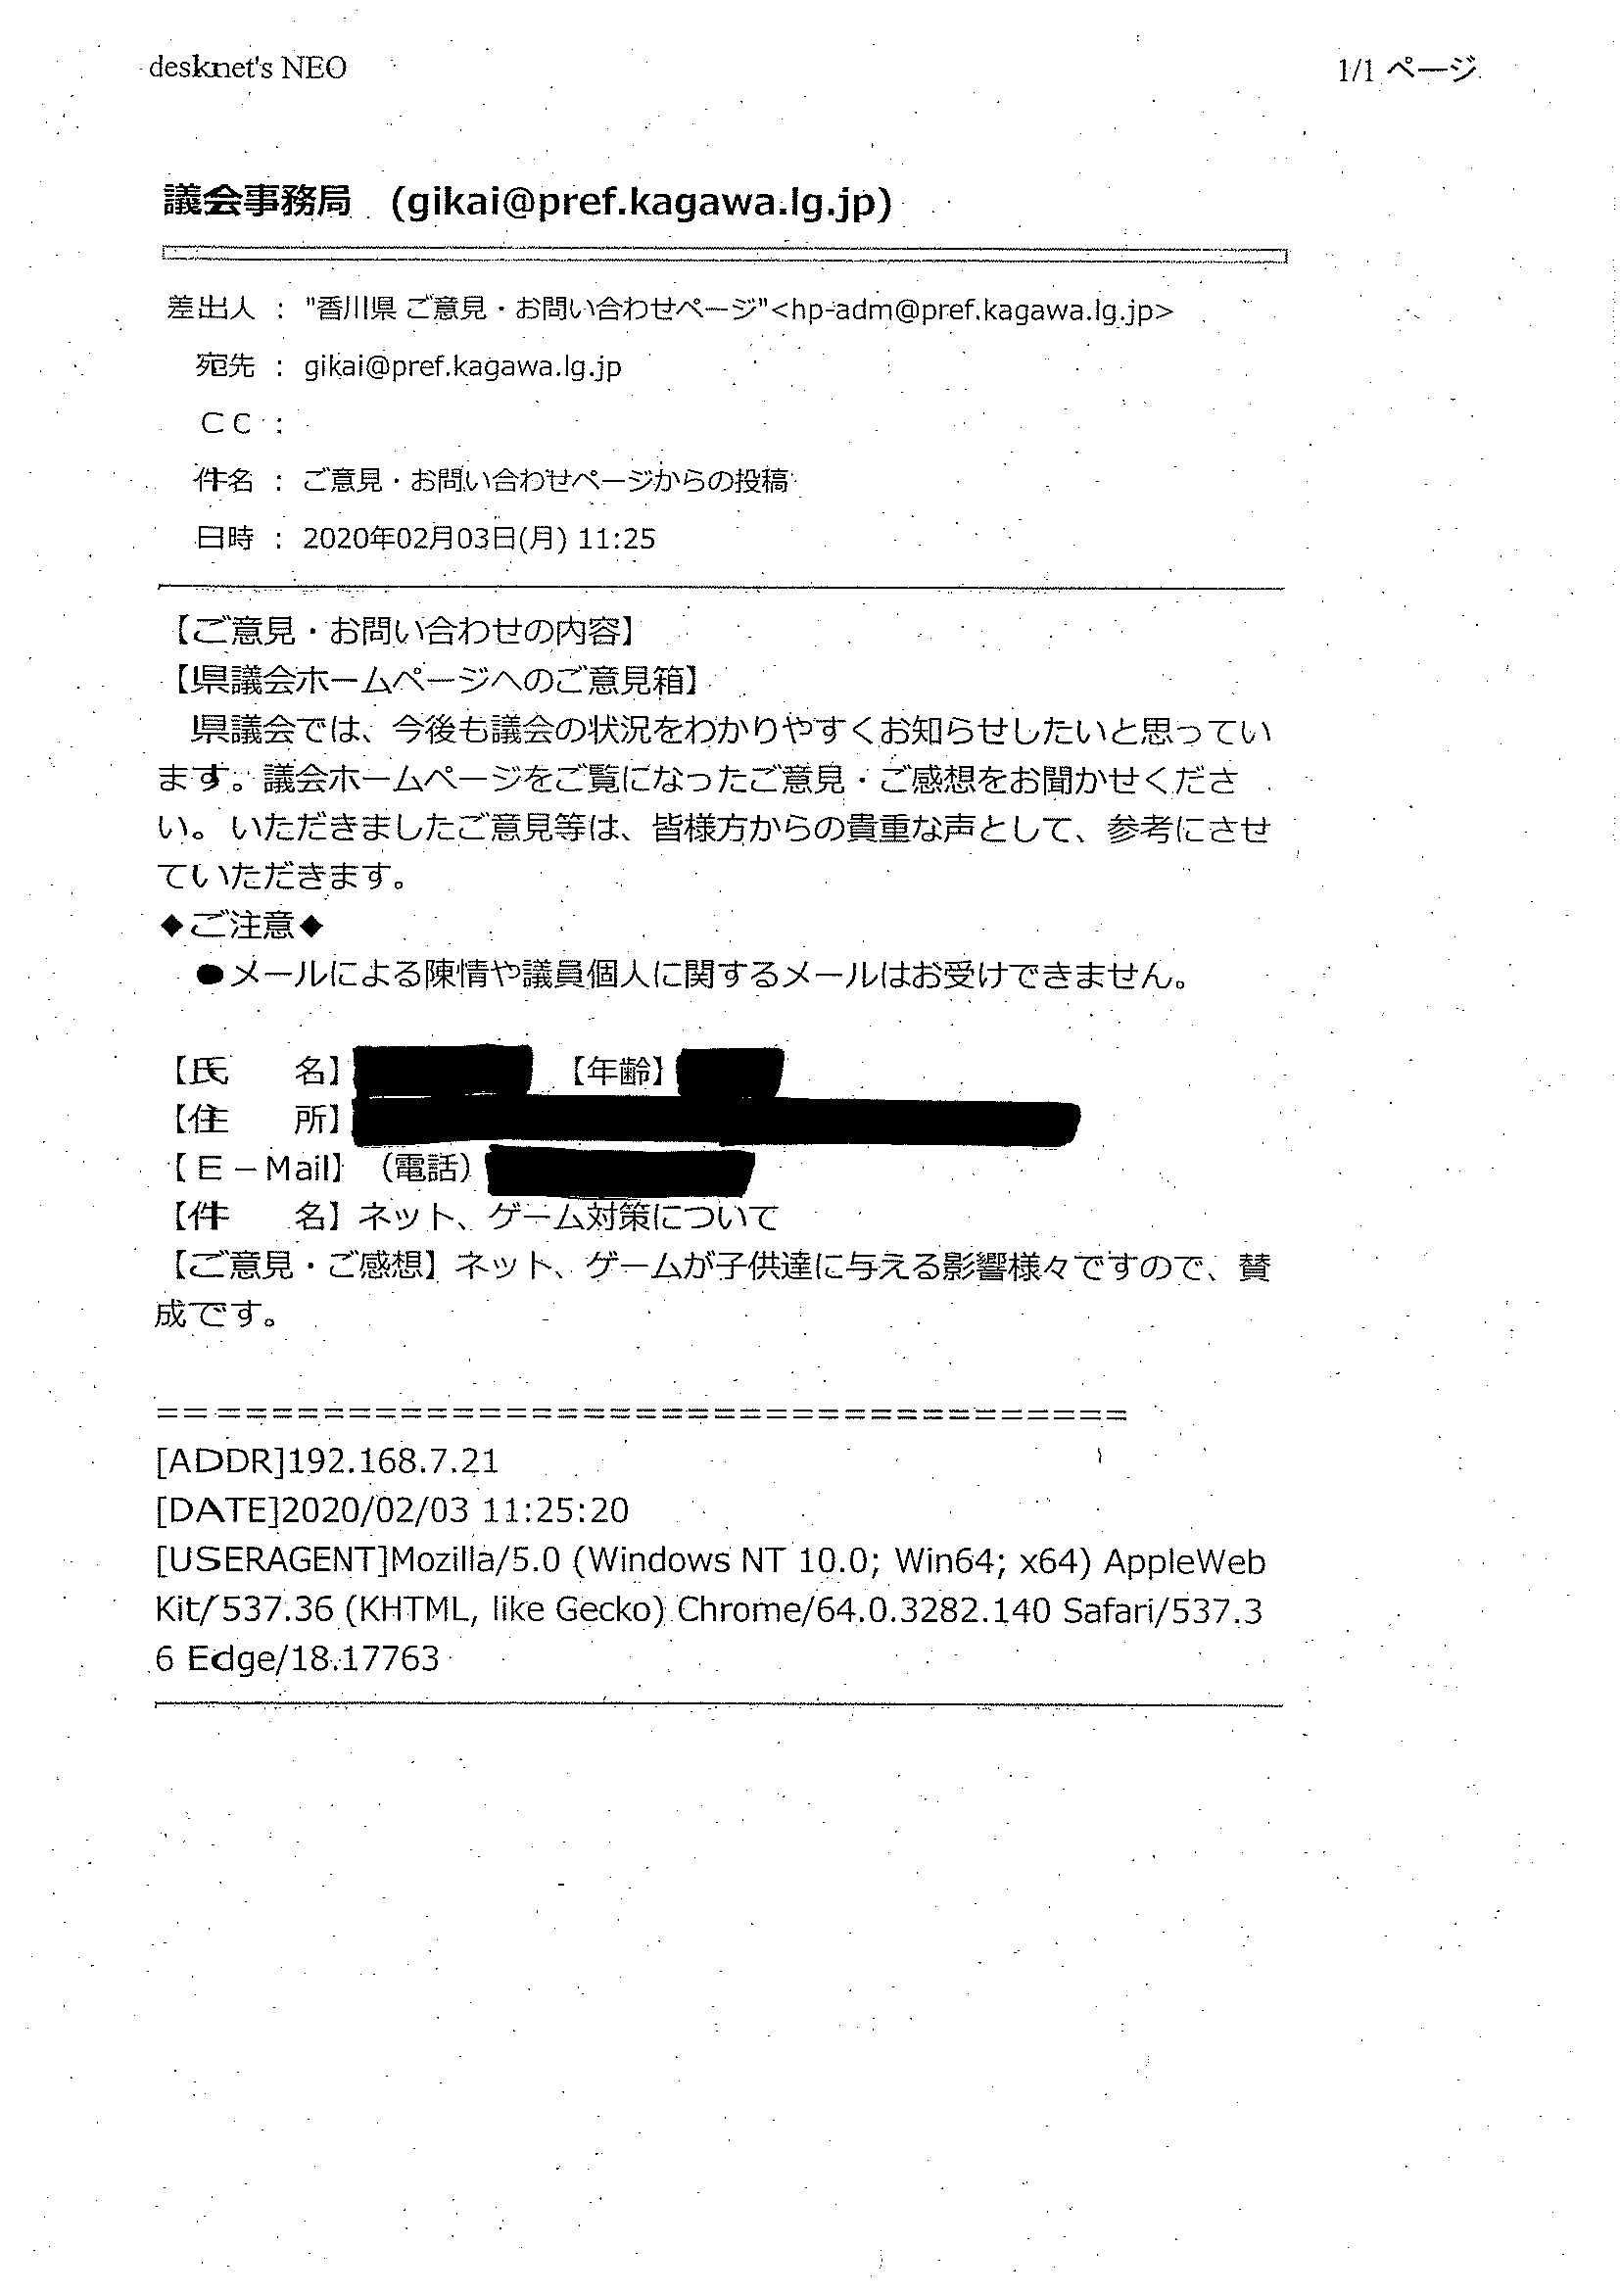 desknet's NEO
1/1 ページ
議会事務局 (gikai@pref.kagawa.lg.jp)
差出人 : "香川県 ご意見・お問い合わせページ"<hp-adm@pref.kagawa.lg.jp>
宛先 : gikai@pref.kagawa.lg.jp
ＣＣ :
件名 : ご意見・お問い合わせページからの投稿
日時 : 2020年02月03日(月) 11:25
【ご意見・お問い合わせの内容】
【県議会ホームページへのご意見箱】
　県議会では、今後も議会の状況をわかりやすくお知らせしたいと思ってい
ます。議会ホームページをご覧になったご意見・ご感想をお聞かせくださ
い。いただきましたご意見等は、皆様方からの貴重な声として、参考にさせ
ていただきます。
◆ご注意◆
　●メールによる陳情や議員個人に関するメールはお受けできません。
【氏　　名】 【年齢】
【住　　所】
【Ｅ－Mail】（電話）
【件　　名】ネット、ゲーム対策について
【ご意見・ご感想】ネット、ゲームが子供達に与える影響様々ですので、賛
成です。
=====================================
[ADDR]192.168.7.21
[DATE]2020/02/03 11:25:20
[USERAGENT]Mozilla/5.0 (Windows NT 10.0; Win64; x64) AppleWeb
Kit/537.36 (KHTML, like Gecko) Chrome/64.0.3282.140 Safari/537.3
6 Edge/18.17763